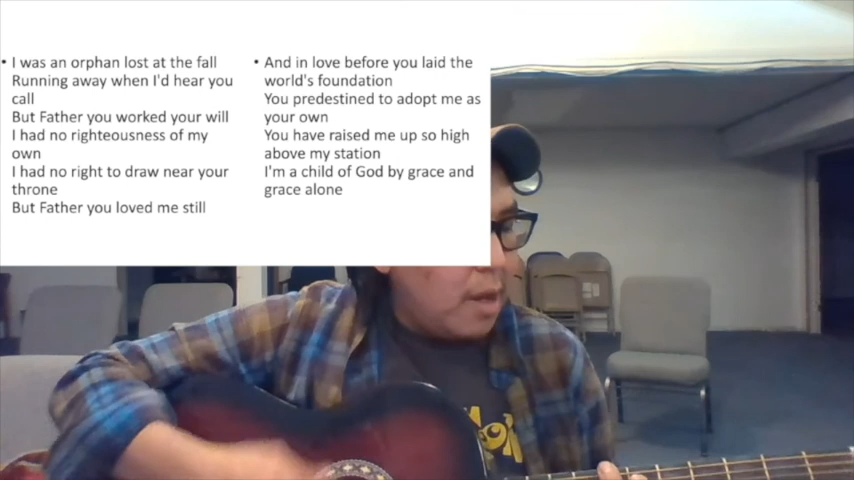 • I was an orphan lost at the fall
Running away when I'd hear you
call
But Father you worked your will
I had no righteousness of my
own
I had no right to draw near your
throne
But Father you loved me still
• And in love before you laid the
world's foundation
You predestined to adopt me as
your own
You have raised me up so high
above my station
I'm a child of God by grace and
grace alone